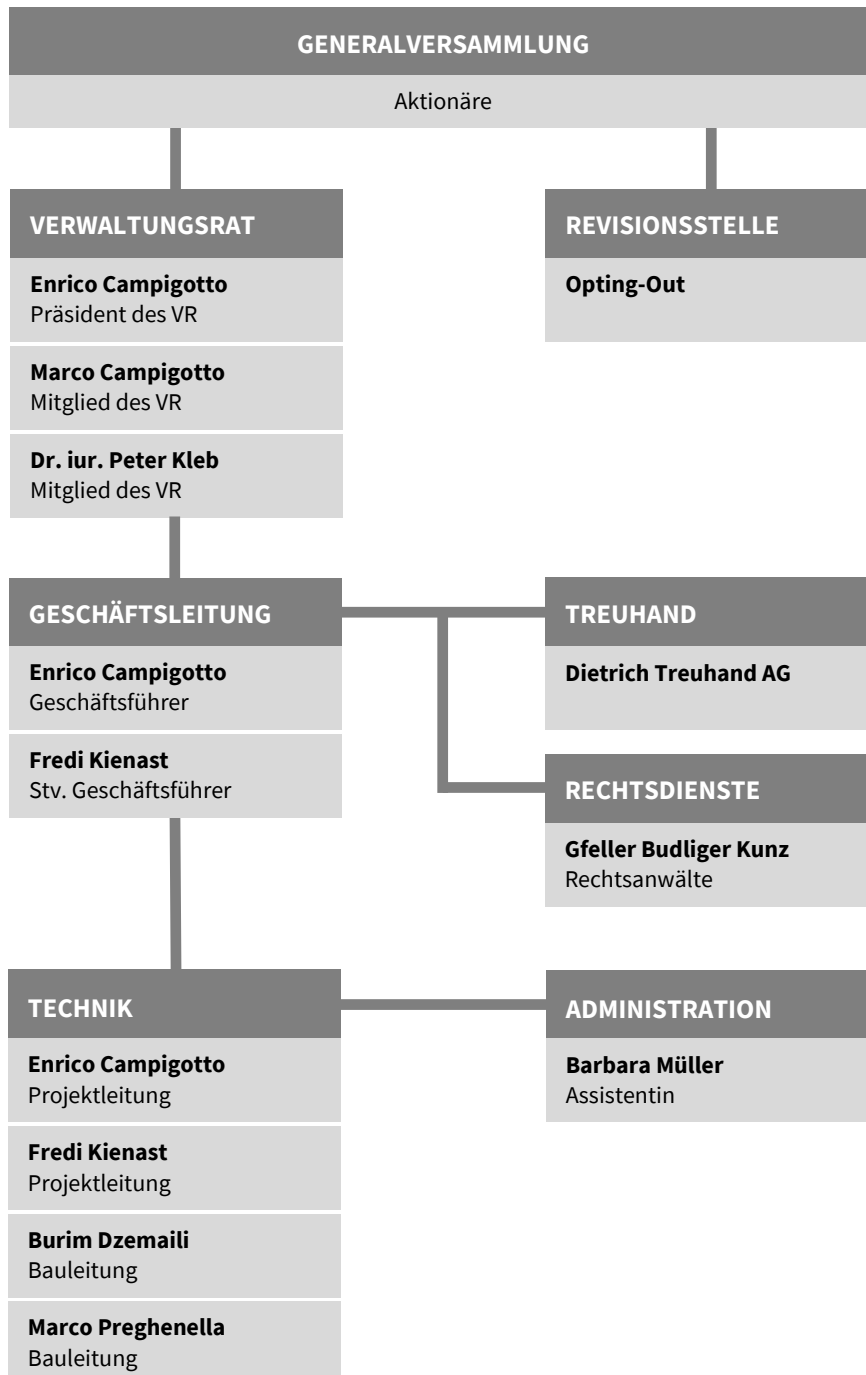 GENERALVERSAMMLUNG
Aktionäre
VERWALTUNGSRAT
Enrico Campigotto
Präsident des VR
Marco Campigotto
Mitglied des VR
Dr. iur. Peter Kleb
Mitglied des VR
REVISIONSSTELLE
Opting-Out
GESCHÄFTSLEITUNG
Enrico Campigotto
Geschäftsführer
Fredi Kienast
Stv. Geschäftsführer
TREUHAND
Dietrich Treuhand AG
RECHTSDIENSTE
Gfeller Budliger Kunz
Rechtsanwälte
TECHNIK
Enrico Campigotto
Projektleitung
Fredi Kienast
Projektleitung
Burim Dzemaili
Bauleitung
Marco Preghenella
Bauleitung
ADMINISTRATION
Barbara Müller
Assistentin